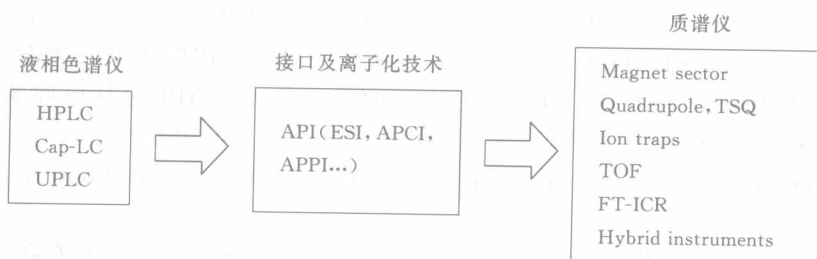 液相色谱仪
HPLC
Cap-LC
UPLC
接口及离子化技术
API(ESI, APCI,
APPI...)
质谱仪
Magnet sector
Quadrupole, TSQ
Ion traps
TOF
FT-ICR
Hybrid instruments